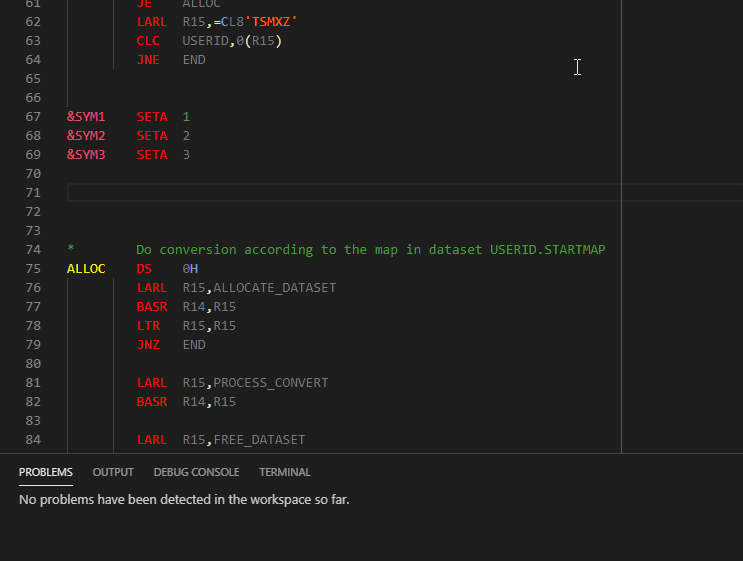 61 JE ALLOC
62 LARL R15,=CL8'TSMXZ'
63 CLC USERID,0(R15)
64 JNE END
65
66
67 &SYM1 SETA 1
68 &SYM2 SETA 2
69 &SYM3 SETA 3
70
71
72
73
74 * Do conversion according to the map in dataset USERID.STARTMAP
75 ALLOC DS 0H
76 LARL R15,ALLOCATE_DATASET
77 BASR R14,R15
78 LTR R15,R15
79 JNZ END
80
81 LARL R15,PROCESS_CONVERT
82 BASR R14,R15
83
84 LARL R15,FREE_DATASET
PROBLEMS OUTPUT DEBUG CONSOLE TERMINAL
No problems have been detected in the workspace so far.